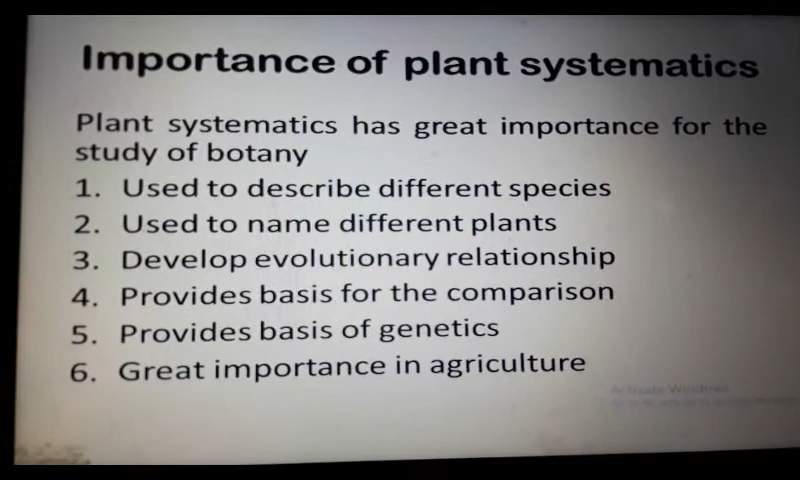 Importance of plant systematics
Plant systematics has great importance for the
study of botany
1. Used to describe different species
2. Used to name different plants
3. Develop evolutionary relationship
4. Provides basis for the comparison
5. Provides basis of genetics
6. Great importance in agriculture
Activate Windows